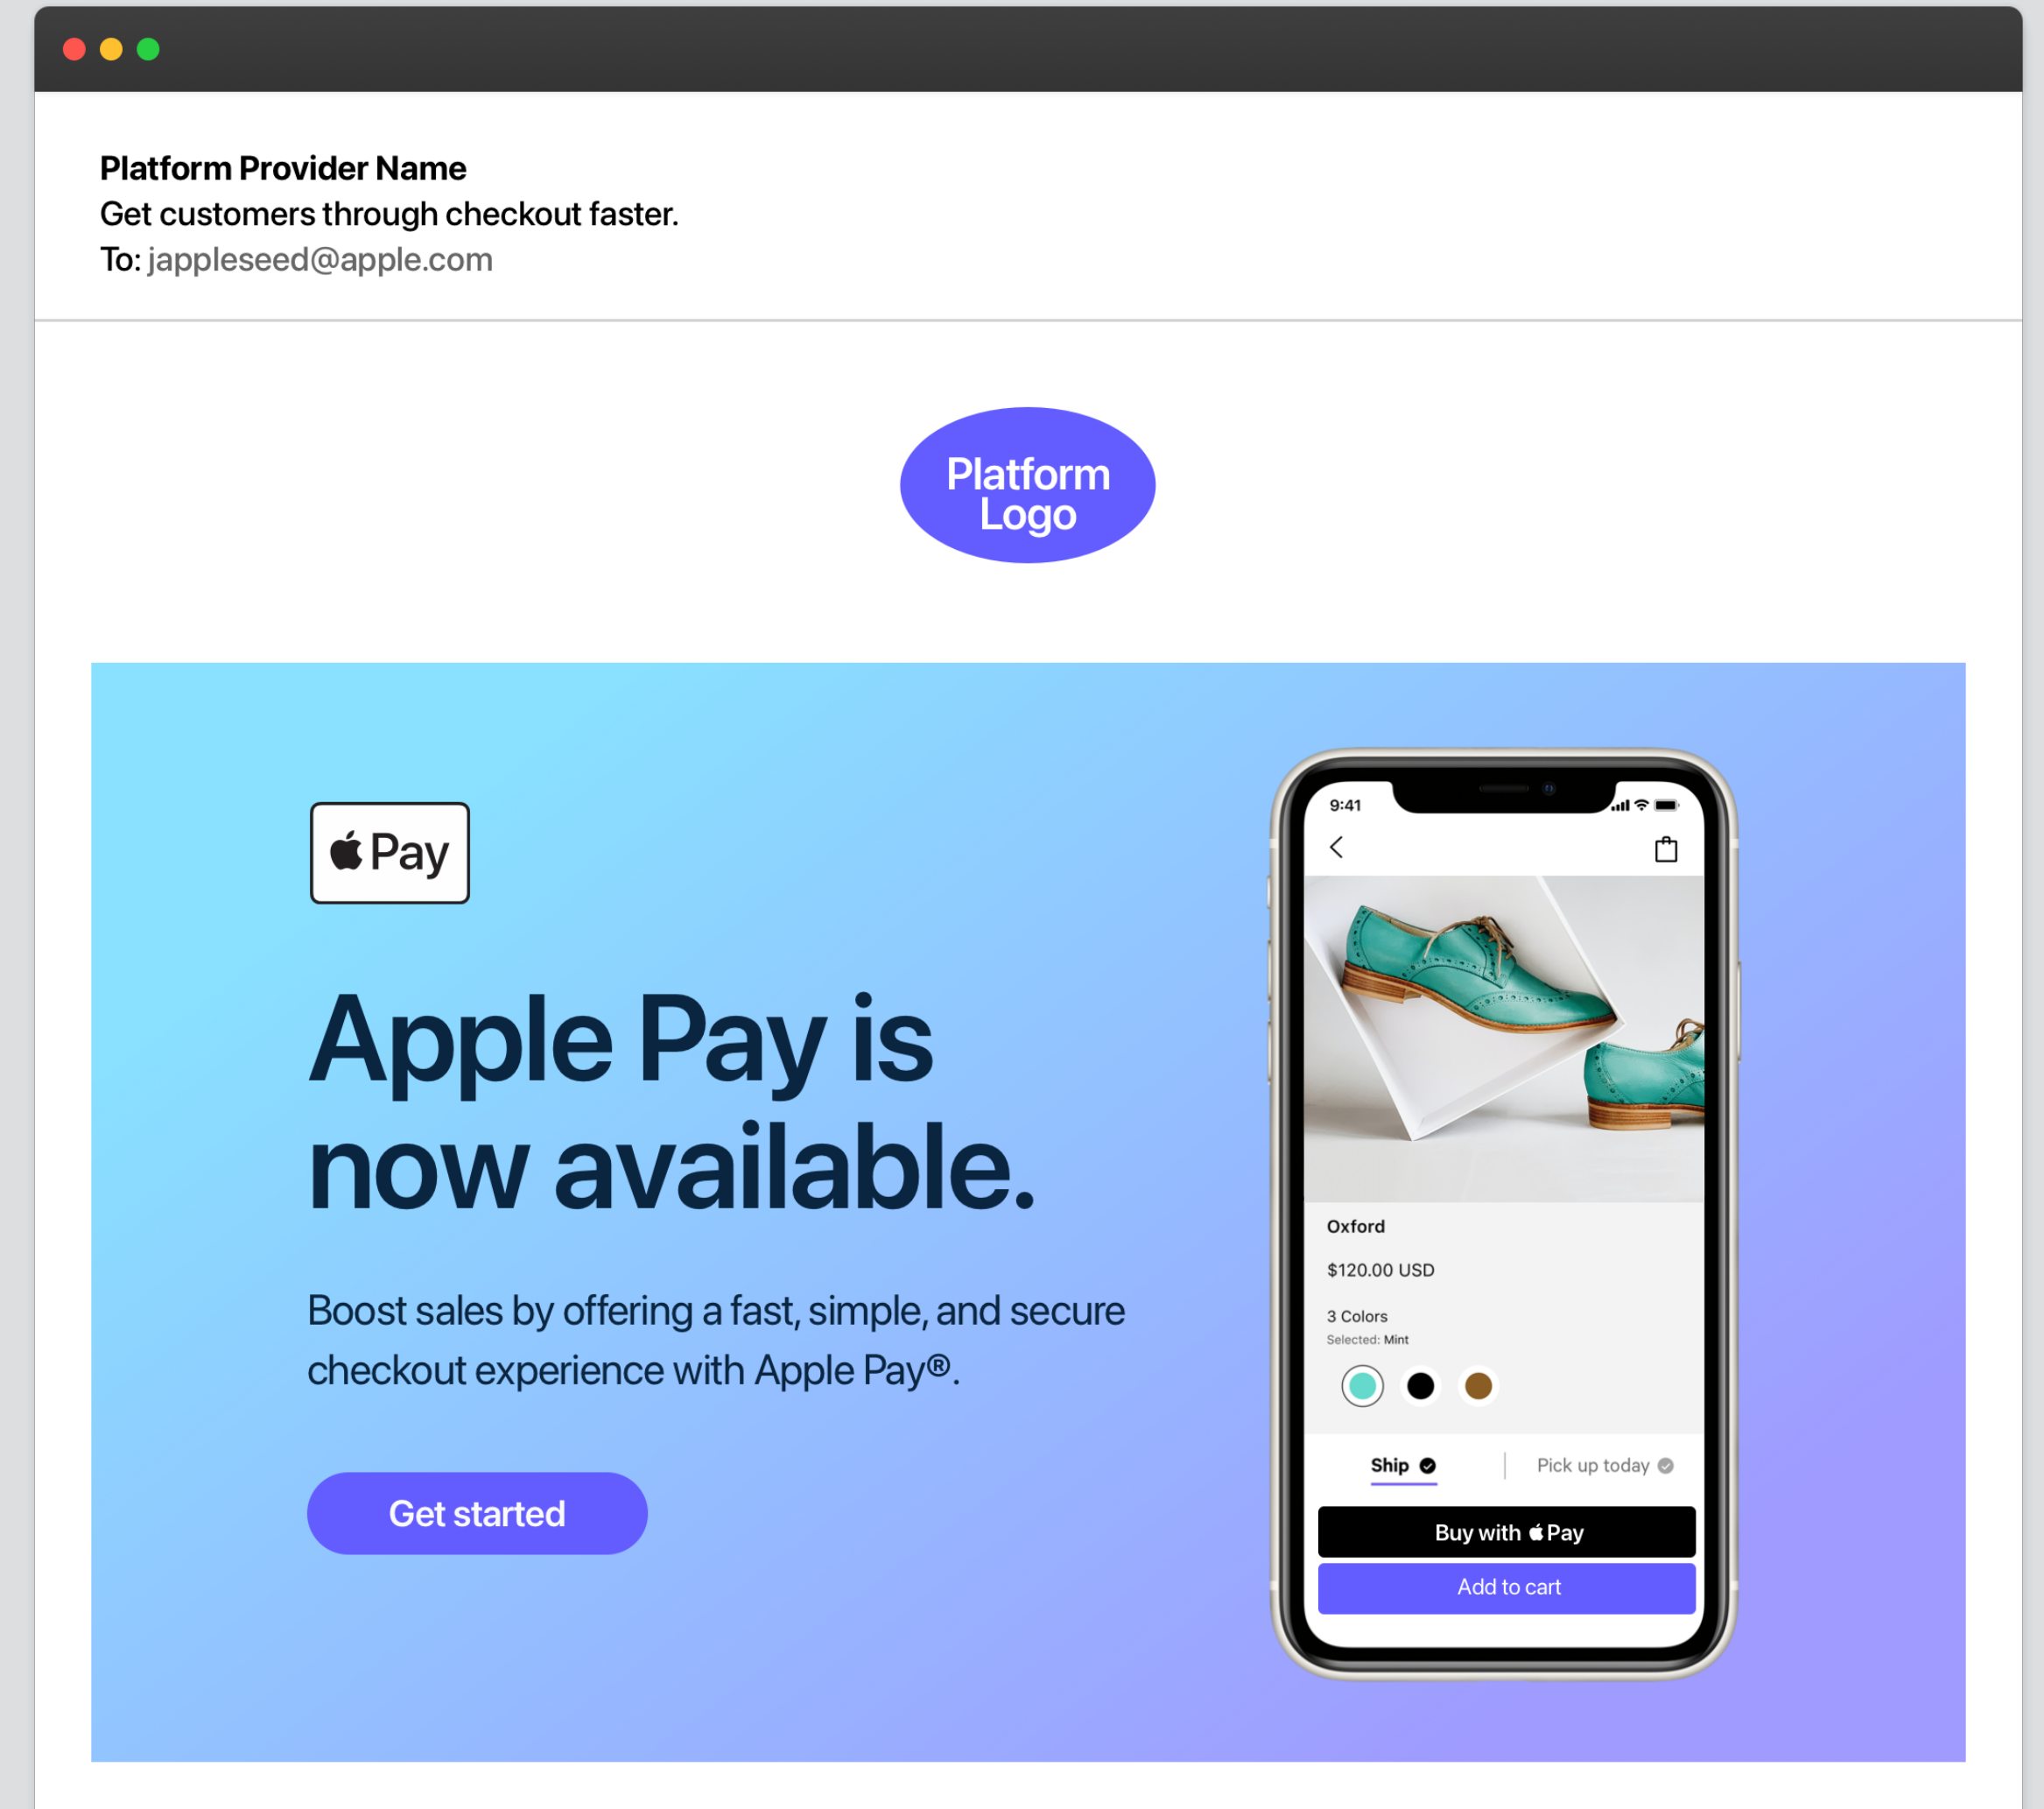 Platform Provider Name
Get customers through checkout faster.
To: jappleseed@apple.com
Platform
Logo
Pay
Apple Pay is
now available.
Boost sales by offering a fast, simple, and secure
checkout experience with Apple Pay®.
Get started
9:41
Oxford
$120.00 USD
3 Colors
Selected: Mint
Ship
Pick up today
Buy with Pay
Add to cart